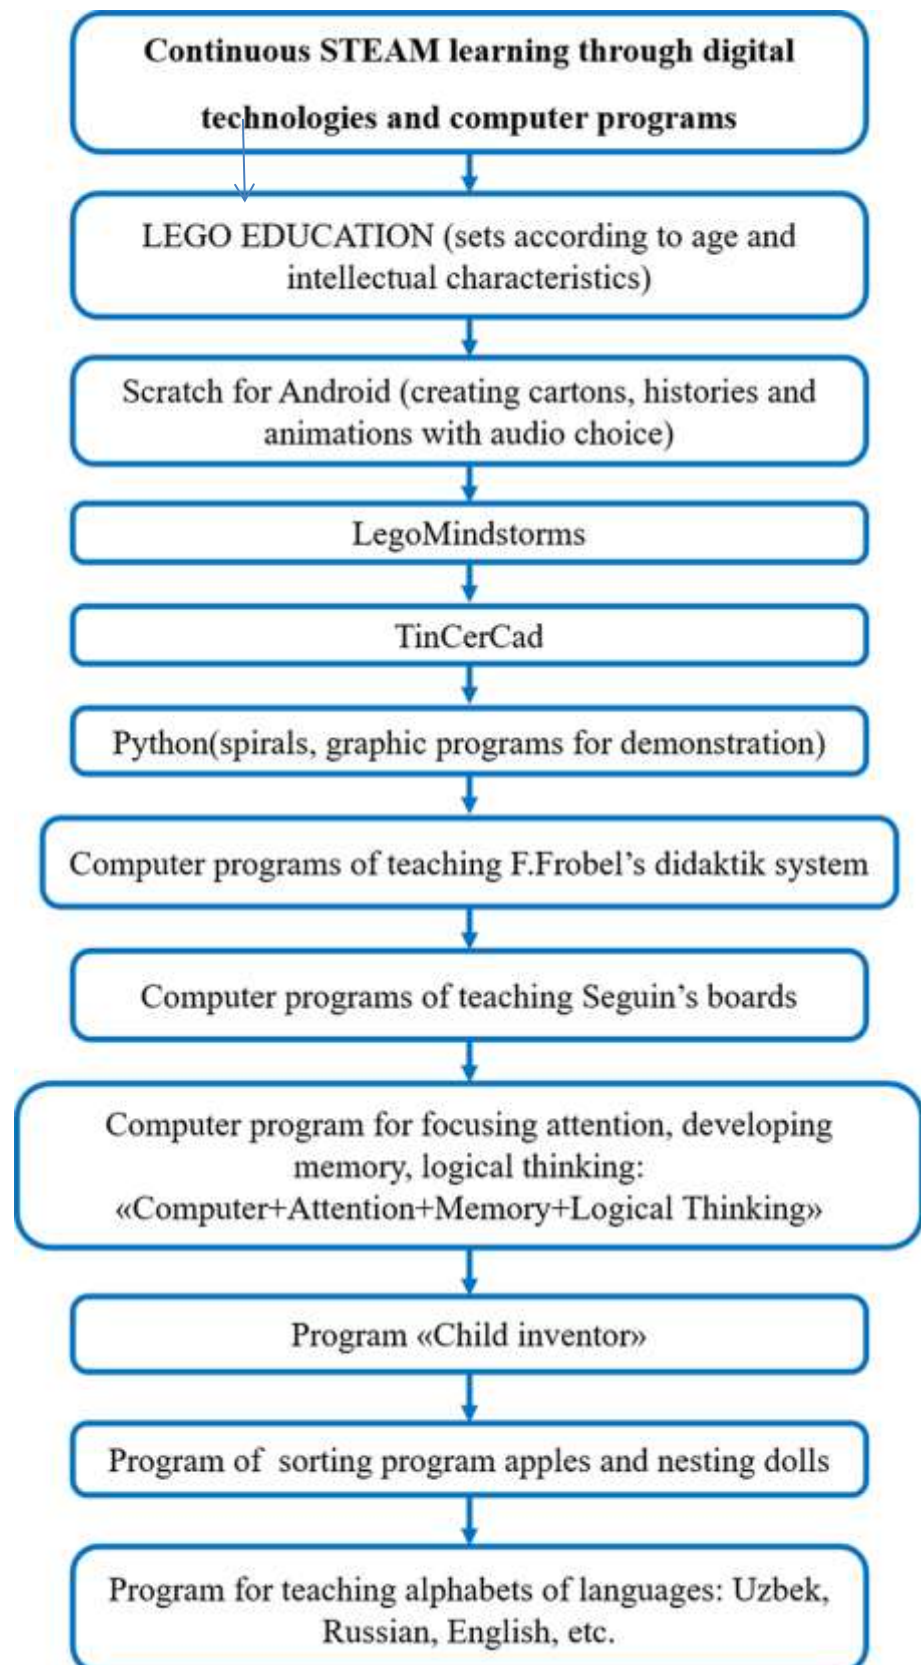 Continuous STEAM learning through digital
technologies and computer programs
LEGO EDUCATION (sets according to age and
intellectual characteristics)
Scratch for Android (creating cartons, histories and
animations with audio choice)
LegoMindstorms
TinCerCad
Python(spirals, graphic programs for demonstration)
Computer programs of teaching F.Frobel’s didaktik system
Computer programs of teaching Seguin’s boards
Computer program for focusing attention, developing
memory, logical thinking:
«Computer+Attention+Memory+Logical Thinking»
Program «Child inventor»
Program of  sorting program apples and nesting dolls
Program for teaching alphabets of languages: Uzbek,
Russian, English, etc.